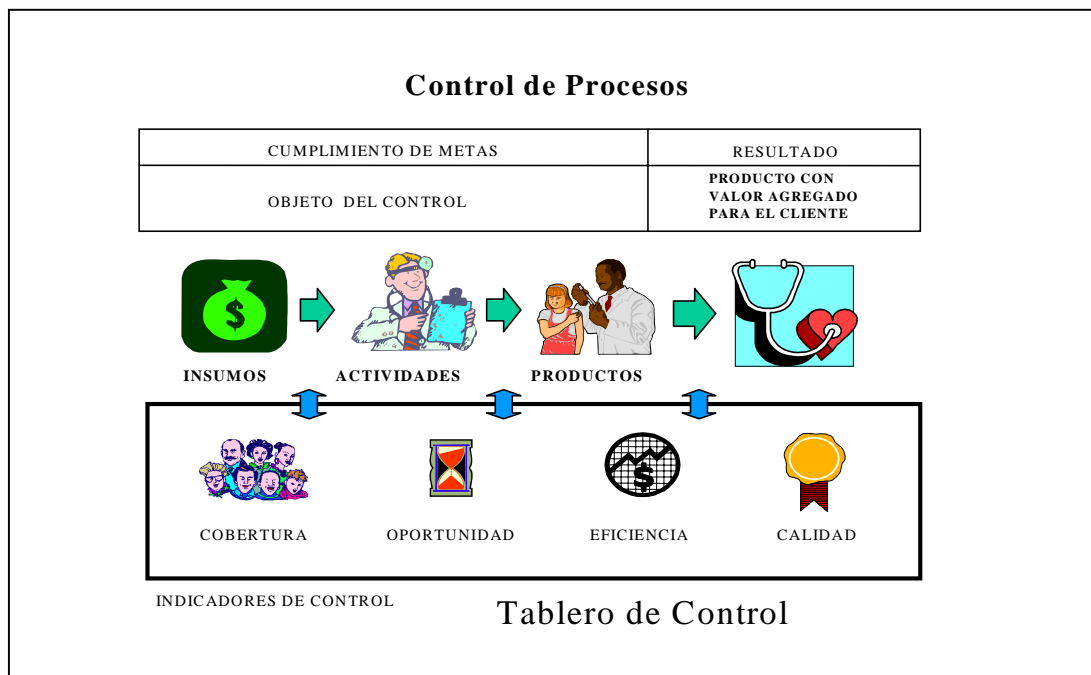 Control de Procesos
CUMPLIMIENTO DE METAS
RESULTADO
OBJETO DEL CONTROL
PRODUCTO CON
VALOR AGREGADO
PARA EL CLIENTE
$
INSUMOS
ACTIVIDADES
PRODUCTOS
$
COBERTURA
OPORTUNIDAD
EFICIENCIA
CALIDAD
INDICADORES DE CONTROL
Tablero de Control